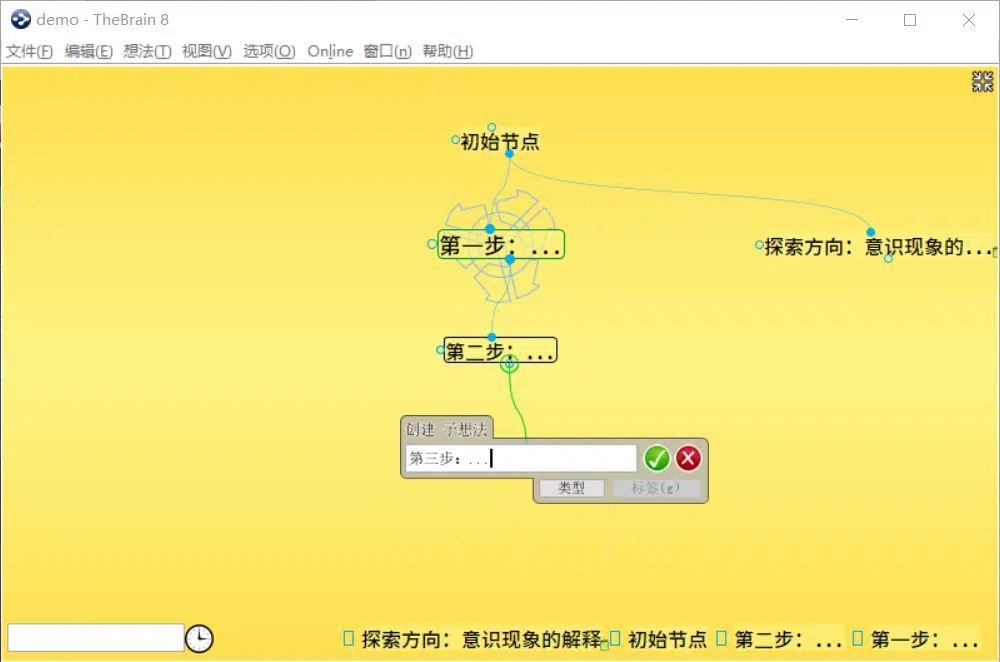 demo - TheBrain 8
文件(F) 编辑(E) 想法(T) 视图(V) 选项(O) Online 窗口(n) 帮助(H)
初始节点
第一步：...
探索方向：意识现象的...
第二步：...
创建 子想法
第三步：...
类型 标签(g)
探索方向：意识现象的解释 初始节点 第二步：... 第一步：...